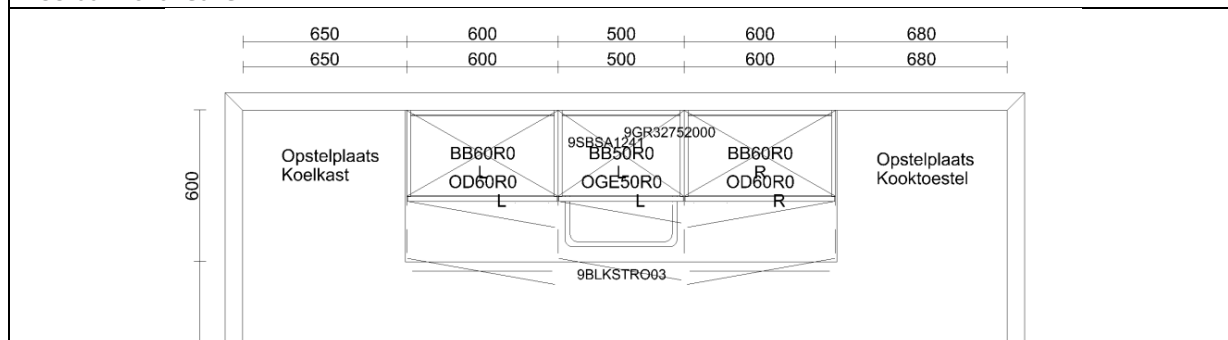 650 600 500 600 680
650 600 500 600 680
600
Opstelplaats
Koelkast
BB60R0
L
OD60R0
L
9SBSA1241
9GR32752000
BB50R0
L
OGE50R0
L
BB60R0
R
OD60R0
R
Opstelplaats
Kooktoestel
9BLKSTRO03